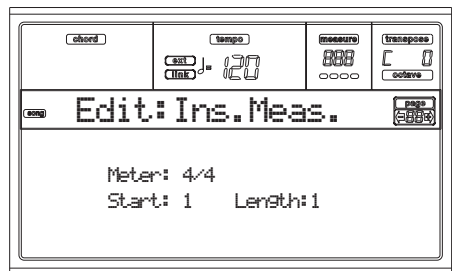 chord tempo measure transpose
ext link ♩= 120 888 C 0
octave
song Edit:Ins.Meas. page
88
Meter: 4/4
Start: 1 Length:1